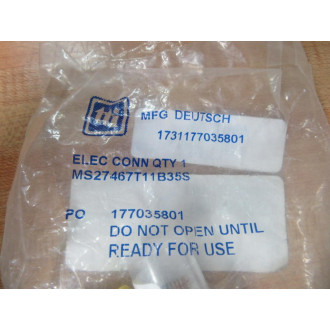 MFG DEUTSCH
1731177035801
ELEC CONN QTY 1
MS27467T11B35S
PO 177035801
DO NOT OPEN UNTIL
READY FOR USE